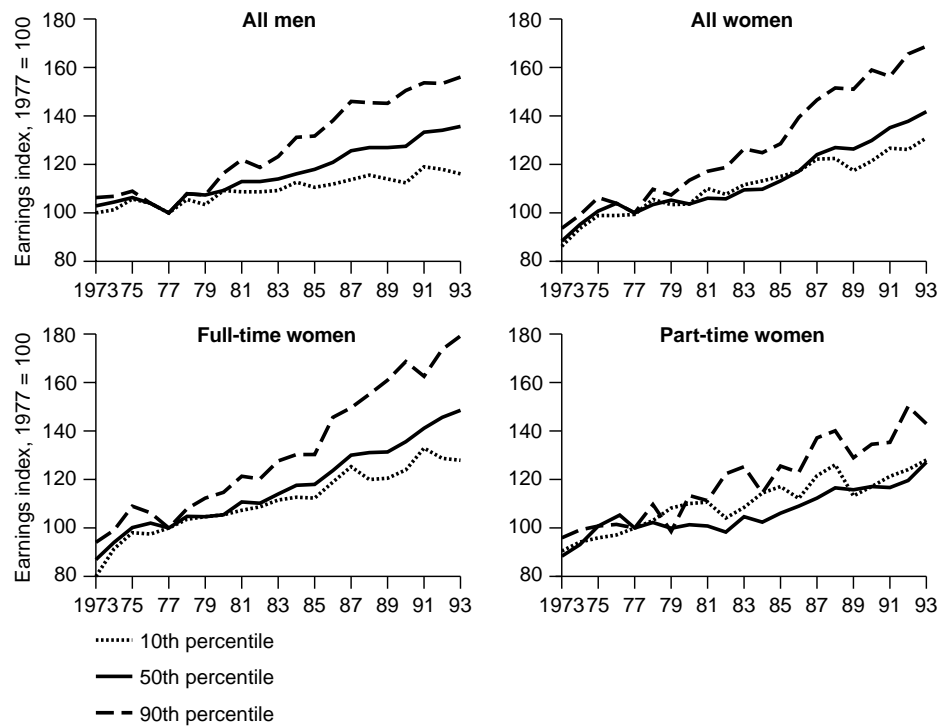 All men
Earnings index, 1977 = 100
180
160
140
120
100
80
1973 75 77 79 81 83 85 87 89 91 93
All women
180
160
140
120
100
80
1973 75 77 79 81 83 85 87 89 91 93
Full-time women
Earnings index, 1977 = 100
180
160
140
120
100
80
1973 75 77 79 81 83 85 87 89 91 93
Part-time women
180
160
140
120
100
80
1973 75 77 79 81 83 85 87 89 91 93
10th percentile
50th percentile
90th percentile